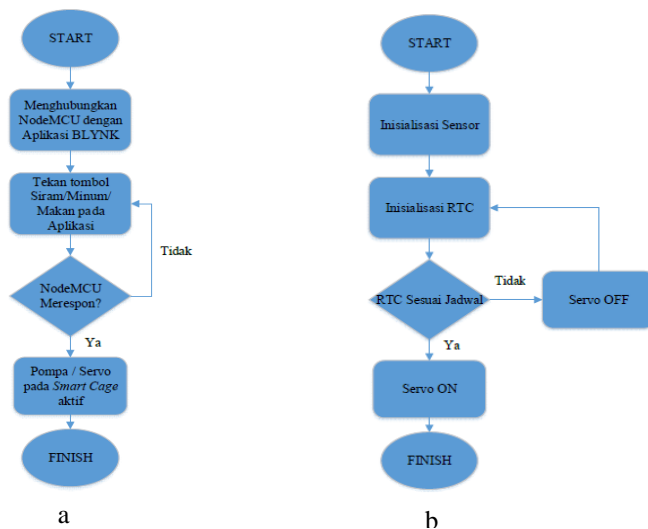 START
Menghubungkan
NodeMCU dengan
Aplikasi BLYNK
Tekan tombol
Siram/Minum/
Makan pada
Aplikasi
Tidak
NodeMCU
Merespon?
Ya
Pompa / Servo
pada Smart Cage
aktif
FINISH
a
START
Inisialisasi Sensor
Inisialisasi RTC
RTC Sesuai Jadwal
Tidak
Servo OFF
Ya
Servo ON
FINISH
b